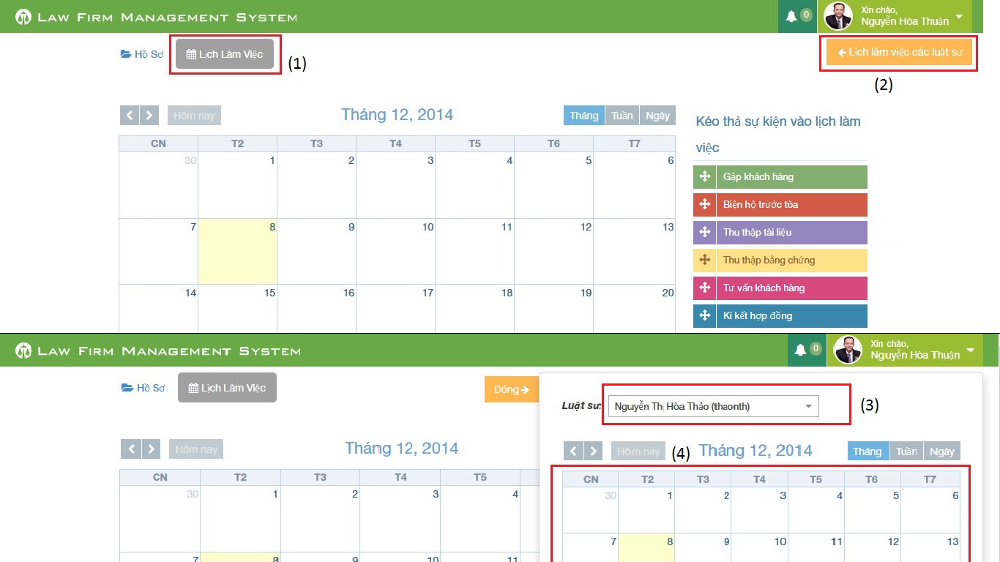 LAW FIRM MANAGEMENT SYSTEM
0
Xin chào,
Nguyễn Hòa Thuận
Hồ Sơ
Lịch Làm Việc
(1)
Lịch làm việc các luật sư
(2)
Hôm nay
Tháng 12, 2014
Tháng Tuần Ngày
CN T2 T3 T4 T5 T6 T7
30 1 2 3 4 5 6
7 8 9 10 11 12 13
14 15 16 17 18 19 20
Kéo thả sự kiện vào lịch làm
việc
Gặp khách hàng
Biện hộ trước tòa
Thu thập tài liệu
Thu thập bằng chứng
Tư vấn khách hàng
Kí kết hợp đồng
LAW FIRM MANAGEMENT SYSTEM
0
Xin chào,
Nguyễn Hòa Thuận
Hồ Sơ
Lịch Làm Việc
Đóng
Hôm nay
Tháng 12, 2014
CN T2 T3 T4 T5
30 1 2 3 4
7 8 9 10 11
Luật sư:
Nguyễn Thị Hòa Thảo (thaonth)
(3)
Hôm nay
(4)
Tháng 12, 2014
Tháng Tuần Ngày
CN T2 T3 T4 T5 T6 T7
30 1 2 3 4 5 6
7 8 9 10 11 12 13